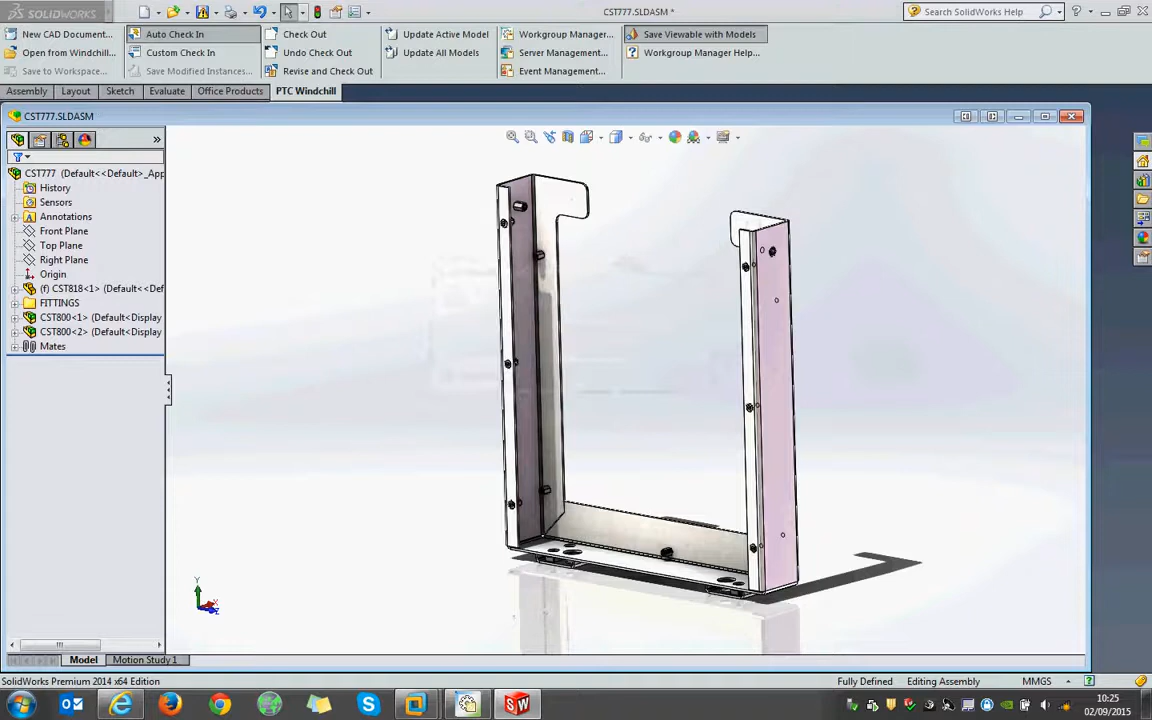 SOLIDWORKS
CST777.SLDASM *
Search SolidWorks Help
New CAD Document...
Auto Check In
Check Out
Update Active Model
Workgroup Manager...
Save Viewable with Models
Open from Windchill...
Custom Check In
Undo Check Out
Update All Models
Server Management...
Workgroup Manager Help...
Save to Workspace...
Save Modified Instances...
Revise and Check Out
Event Management...
Assembly
Layout
Sketch
Evaluate
Office Products
PTC Windchill
CST777.SLDASM
CST777 (Default<<Default>_App
History
Sensors
Annotations
Front Plane
Top Plane
Right Plane
Origin
(f) CST818<1> (Default<<Def
FITTINGS
CST800<1> (Default<Display
CST800<2> (Default<Display
Mates
Y
X
Z
Model
Motion Study 1
SolidWorks Premium 2014 x64 Edition
Fully Defined
Editing Assembly
MMGS
10:25
02/09/2015